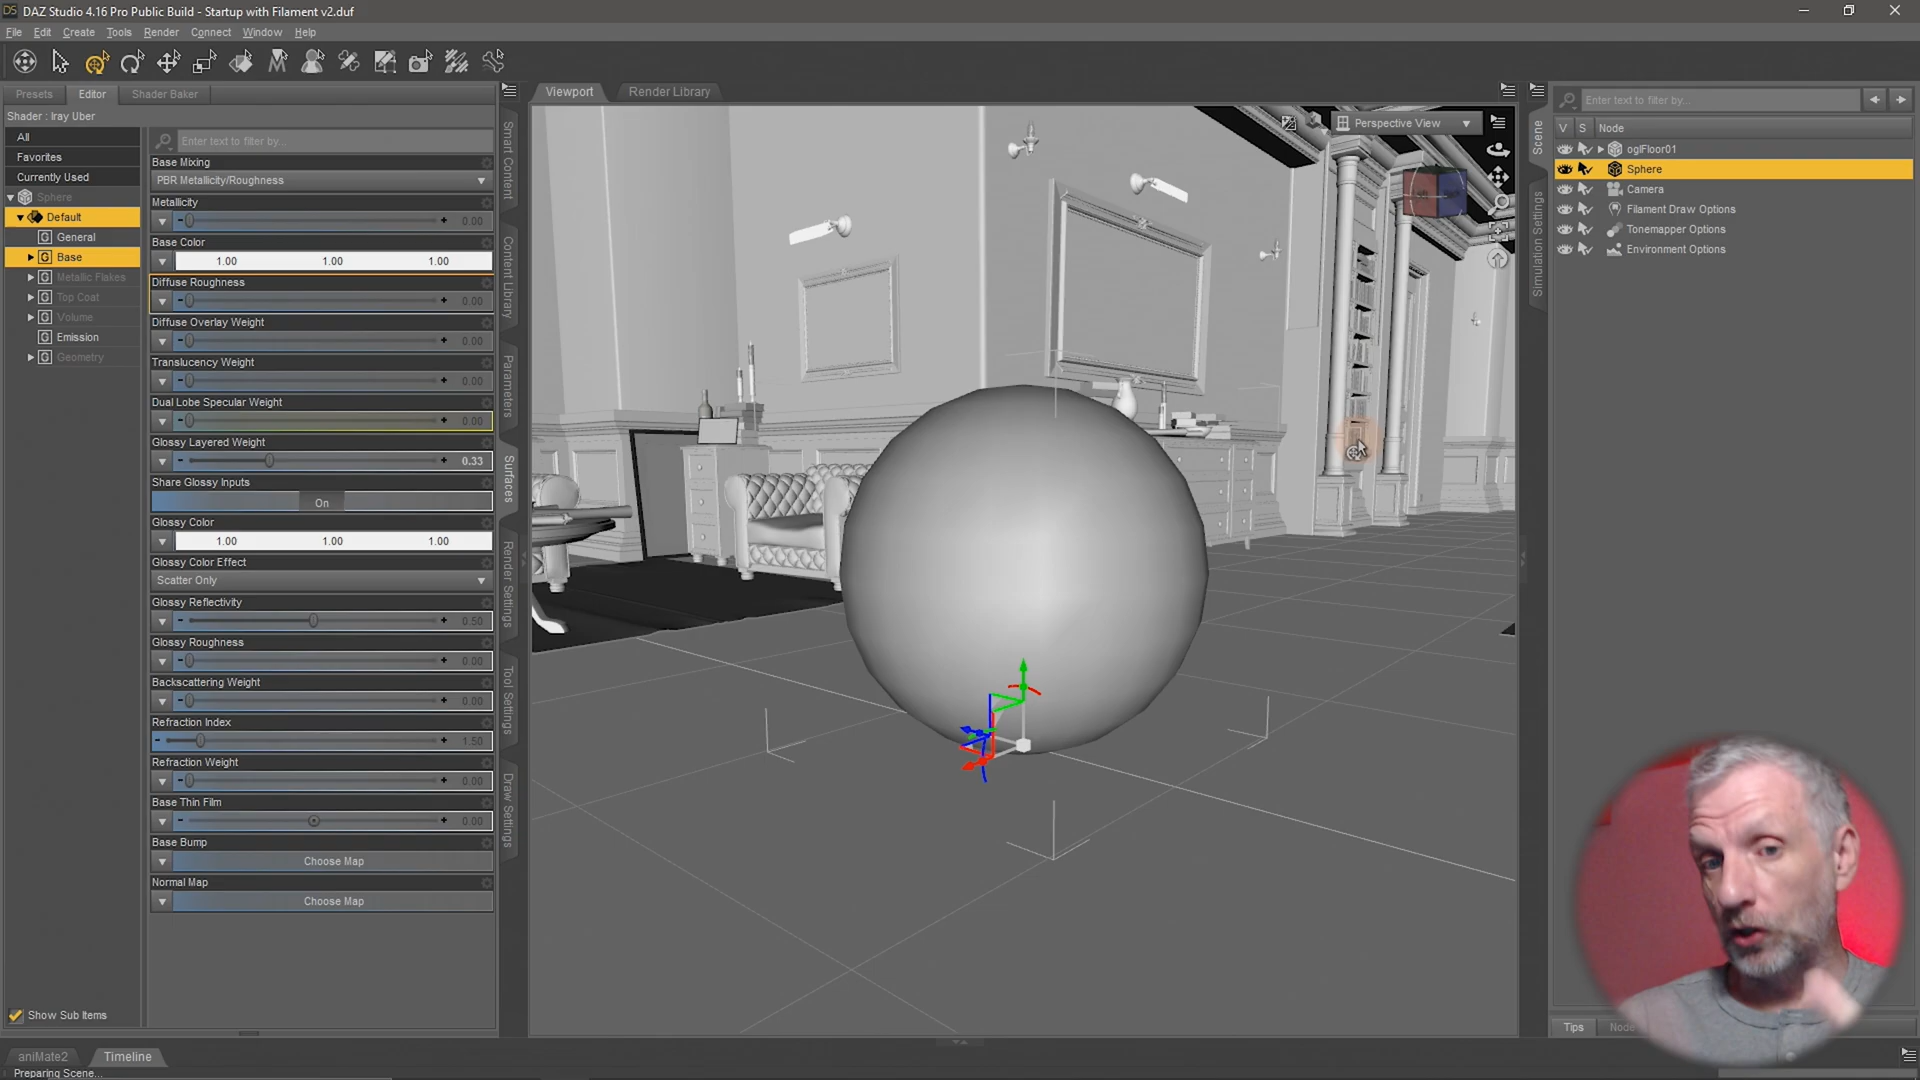 DAZ Studio 4.16 Pro Public Build - Startup with Filament v2.duf
File Edit Create Tools Render Connect Window Help
Presets Editor Shader Baker
Viewport Render Library
Shader : Iray Uber
All
Favorites
Currently Used
Sphere
Default
General
Base
Metallic Flakes
Top Coat
Volume
Emission
Geometry
Show Sub Items
Enter text to filter by...
Base Mixing
PBR Metallicity/Roughness
Metallicity
0.00
Base Color
1.00 1.00 1.00
Diffuse Roughness
0.00
Diffuse Overlay Weight
0.00
Translucency Weight
0.00
Dual Lobe Specular Weight
0.00
Glossy Layered Weight
0.33
Share Glossy Inputs
On
Glossy Color
1.00 1.00 1.00
Glossy Color Effect
Scatter Only
Glossy Reflectivity
0.50
Glossy Roughness
0.00
Backscattering Weight
0.00
Refraction Index
1.50
Refraction Weight
0.00
Base Thin Film
0.00
Base Bump
Choose Map
Normal Map
Choose Map
Smart Content
Content Library
Parameters
Surfaces
Render Settings
Tool Settings
Draw Settings
Perspective View
Scene
Simulation Settings
Enter text to filter by...
V S Node
oglFloor01
Sphere
Camera
Filament Draw Options
Tonemapper Options
Environment Options
Tips Node
aniMate2 Timeline
Preparing Scene...